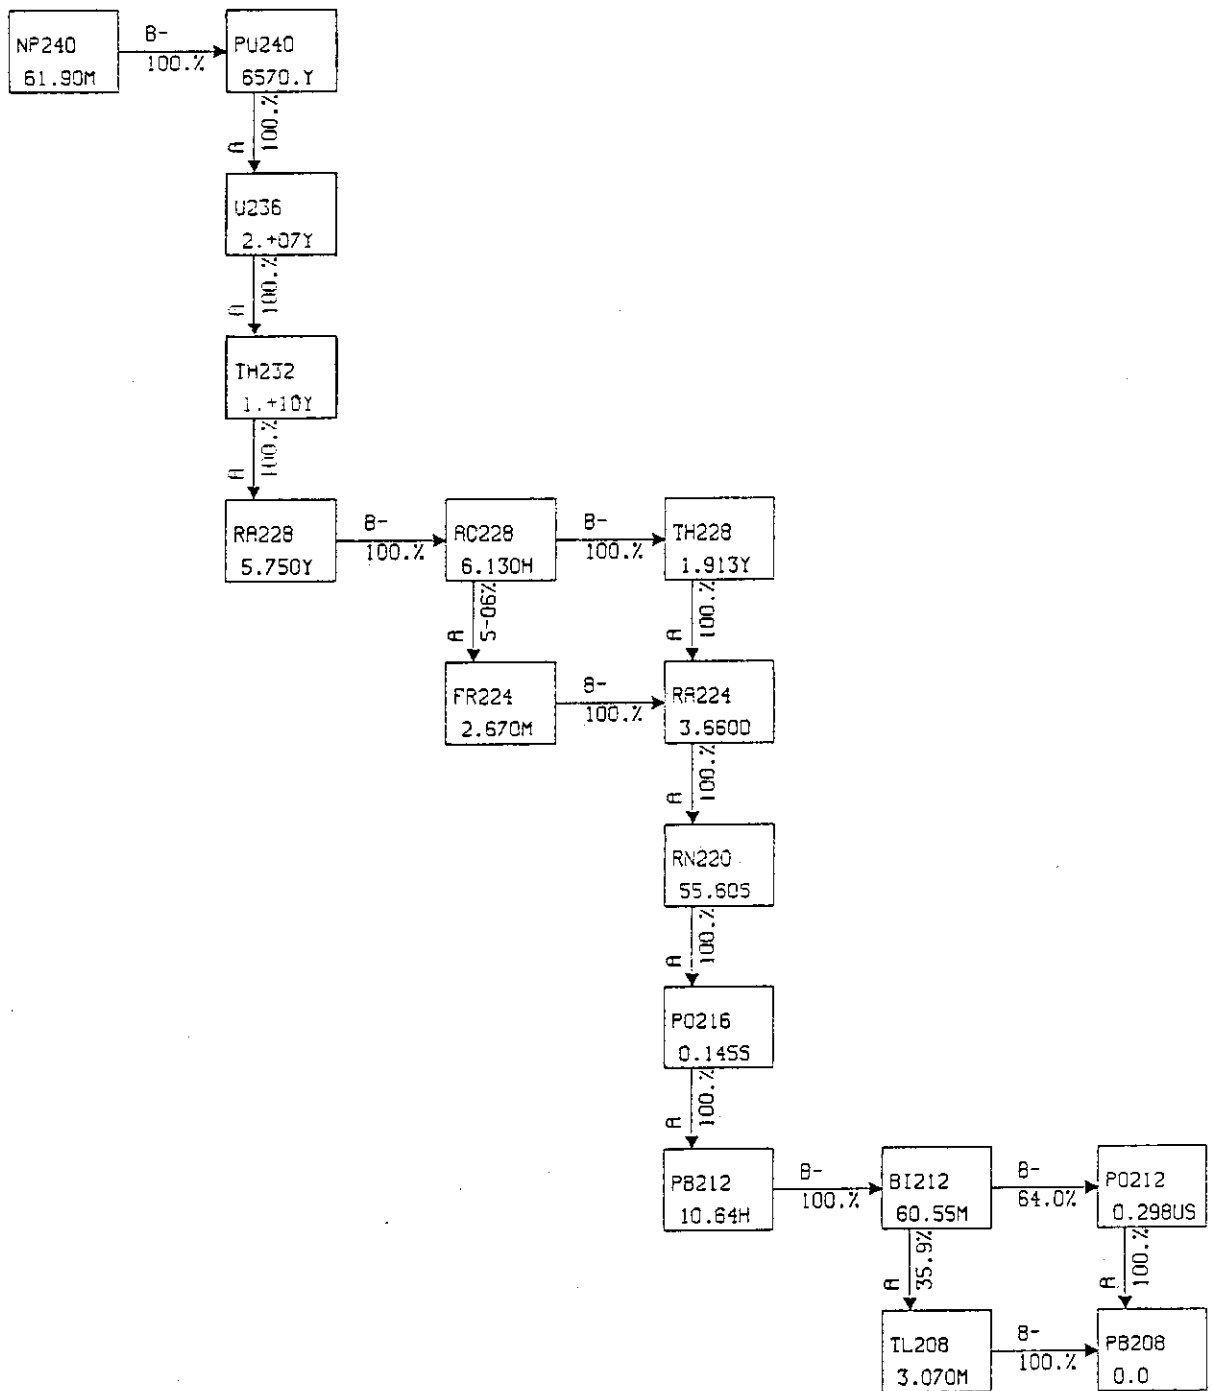 NP240
61.90M
B-
100.%
PU240
6570.Y
A
100.%
U236
2.+07Y
A
100.%
TH232
1.+10Y
A
100.%
RA228
5.750Y
B-
100.%
AC228
6.130H
B-
100.%
TH228
1.913Y
A
5-06%
A
100.%
FR224
2.670M
B-
100.%
RA224
3.660D
A
100.%
RN220
55.60S
A
100.%
PO216
0.145S
A
100.%
PB212
10.64H
B-
100.%
BI212
60.55M
B-
64.0%
PO212
0.298US
A
35.9%
A
100.%
TL208
3.070M
B-
100.%
PB208
0.0